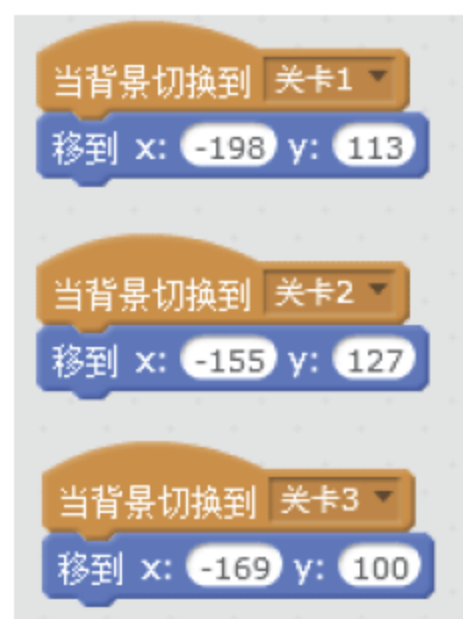 当背景切换到 关卡1
移到 x: -198 y: 113
当背景切换到 关卡2
移到 x: -155 y: 127
当背景切换到 关卡3
移到 x: -169 y: 100